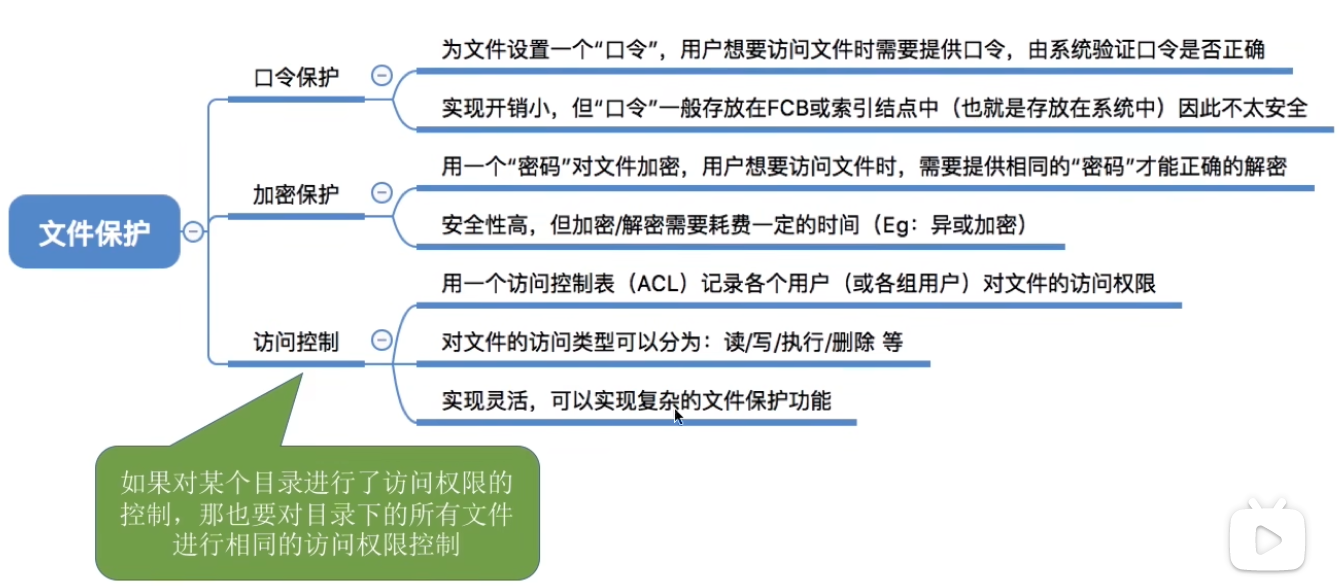 文件保护
口令保护
为文件设置一个“口令”，用户想要访问文件时需要提供口令，由系统验证口令是否正确
实现开销小，但“口令”一般存放在FCB或索引结点中（也就是存放在系统中）因此不太安全
加密保护
用一个“密码”对文件加密，用户想要访问文件时，需要提供相同的“密码”才能正确的解密
安全性高，但加密/解密需要耗费一定的时间（Eg：异或加密）
访问控制
用一个访问控制表（ACL）记录各个用户（或各组用户）对文件的访问权限
对文件的访问类型可以分为：读/写/执行/删除 等
实现灵活，可以实现复杂的文件保护功能
如果对某个目录进行了访问权限的
控制，那也要对目录下的所有文件
进行相同的访问权限控制